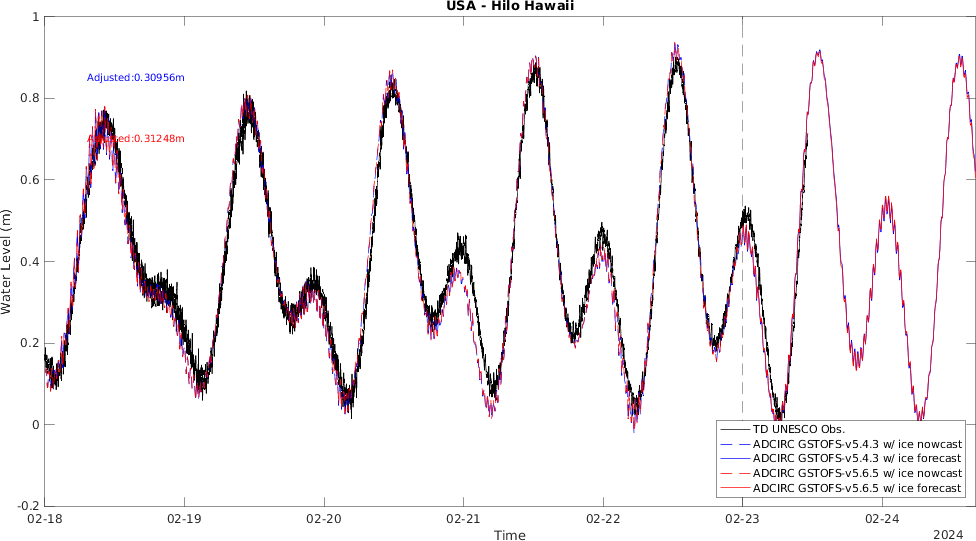 USA - Hilo Hawaii
1
0.8
0.6
0.4
0.2
0
-0.2
Water Level (m)
Adjusted:0.30956m
Adjusted:0.31248m
TD UNESCO Obs.
ADCIRC GSTOFS-v5.4.3 w/ ice nowcast
ADCIRC GSTOFS-v5.4.3 w/ ice forecast
ADCIRC GSTOFS-v5.6.5 w/ ice nowcast
ADCIRC GSTOFS-v5.6.5 w/ ice forecast
02-18 02-19 02-20 02-21 02-22 02-23 02-24
Time
2024